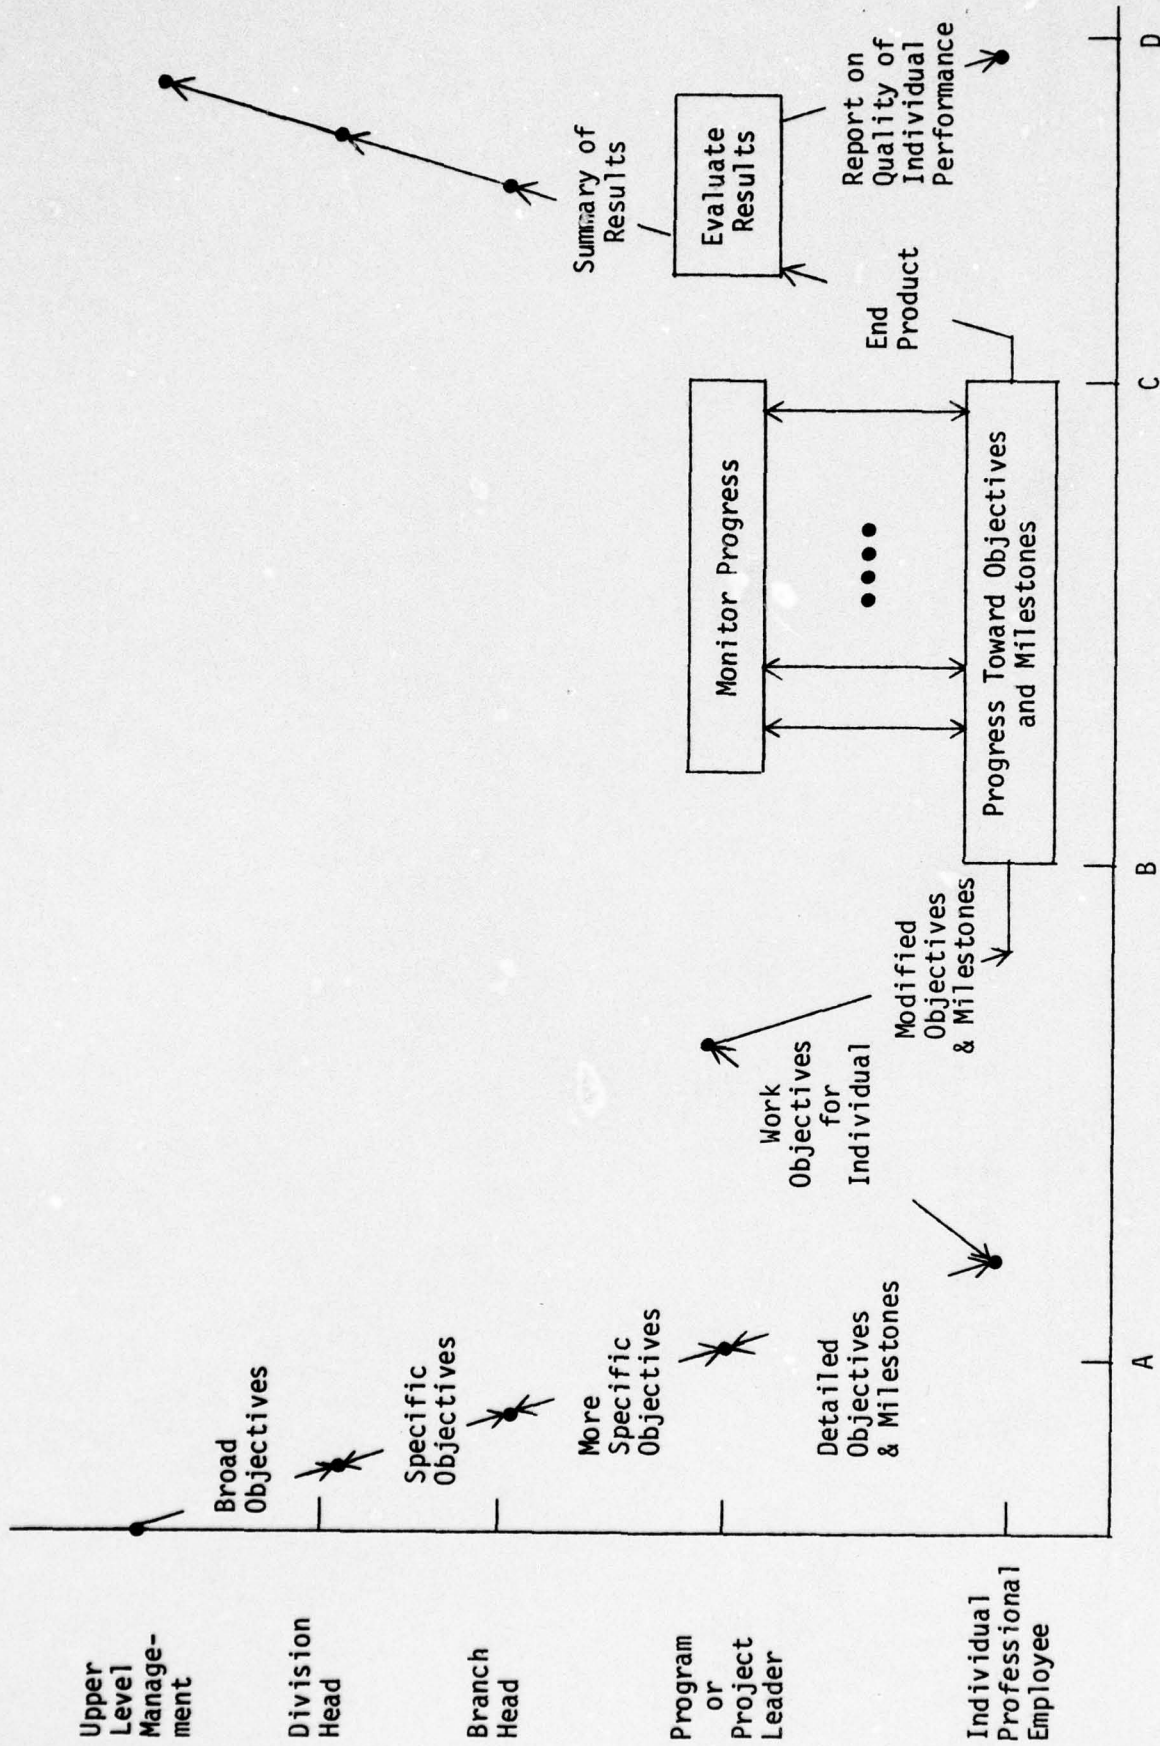 Upper
Level
Manage-
ment
Division
Head
Branch
Head
Program
or
Project
Leader
Individual
Professional
Employee
Broad
Objectives
Specific
Objectives
More
Specific
Objectives
Detailed
Objectives
& Milestones
Work
Objectives
for
Individual
Modified
Objectives
& Milestones
Monitor Progress
Progress Toward Objectives
and Milestones
End
Product
Evaluate
Results
Summary of
Results
Report on
Quality of
Individual
Performance
A
B
C
D